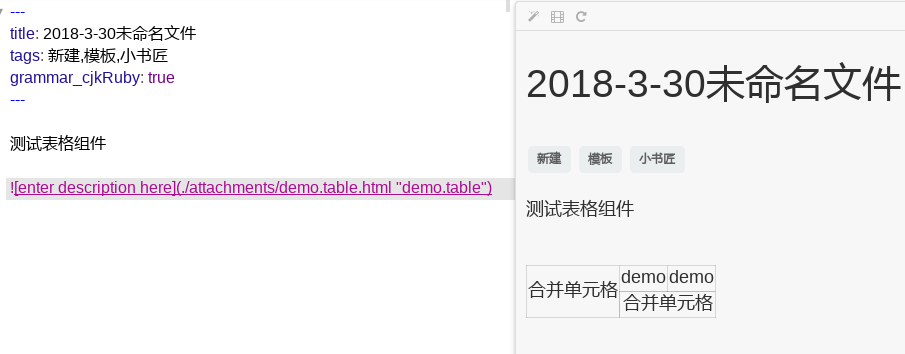 ---
title: 2018-3-30未命名文件
tags: 新建,模板,小书匠
grammar_cjkRuby: true
---
测试表格组件
![enter description here](./attachments/demo.table.html "demo.table")
2018-3-30未命名文件
新建 模板 小书匠
测试表格组件
合并单元格 demo demo
合并单元格